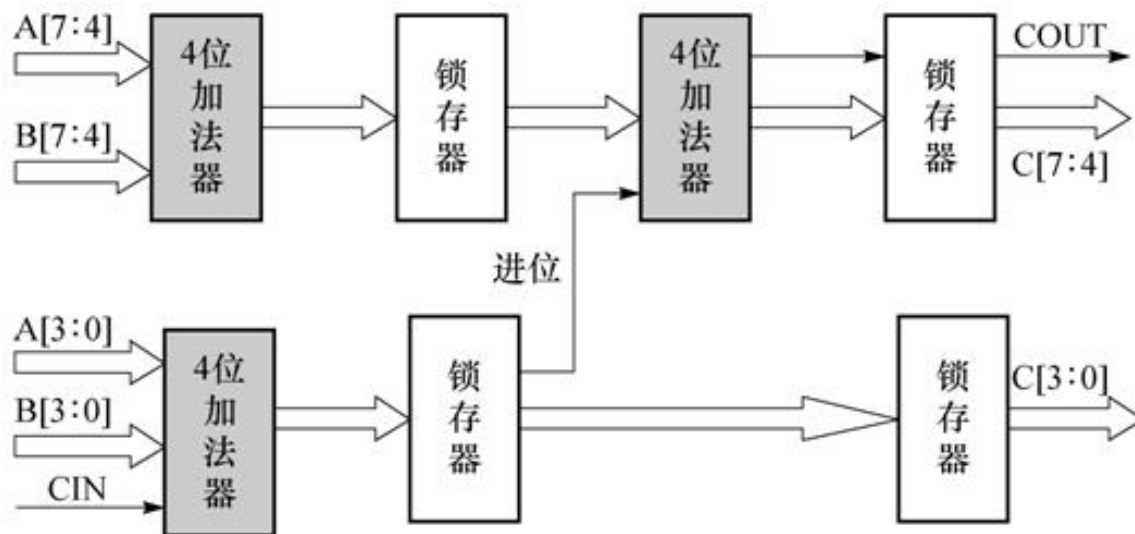 A[7:4]
B[7:4]
4位
加
法
器
锁
存
器
4位
加
法
器
锁
存
器
COUT
C[7:4]
进位
A[3:0]
B[3:0]
CIN
4位
加
法
器
锁
存
器
锁
存
器
C[3:0]